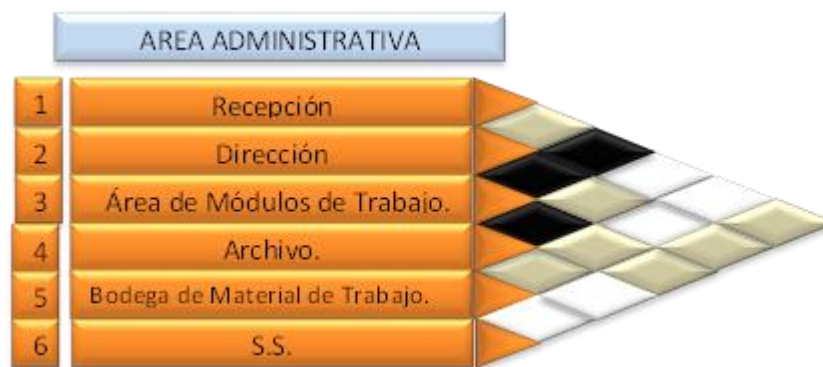 AREA ADMINISTRATIVA
1 Recepción
2 Dirección
3 Área de Módulos de Trabajo.
4 Archivo.
5 Bodega de Material de Trabajo.
6 S.S.